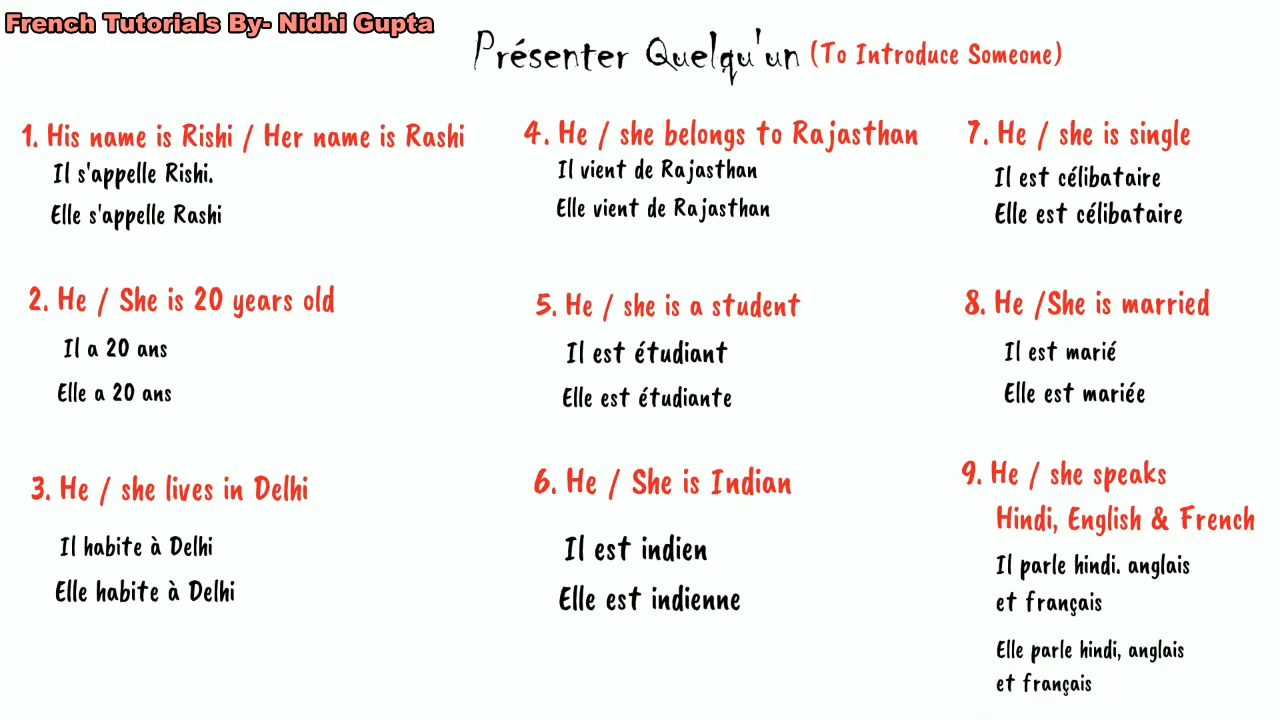 French Tutorials By- Nidhi Gupta
Présenter Quelqu'un (To Introduce Someone)
1. His name is Rishi / Her name is Rashi
Il s'appelle Rishi.
Elle s'appelle Rashi
2. He / She is 20 years old
Il a 20 ans
Elle a 20 ans
3. He / she lives in Delhi
Il habite à Delhi
Elle habite à Delhi
4. He / she belongs to Rajasthan
Il vient de Rajasthan
Elle vient de Rajasthan
5. He / she is a student
Il est étudiant
Elle est étudiante
6. He / She is Indian
Il est indien
Elle est indienne
7. He / she is single
Il est célibataire
Elle est célibataire
8. He /She is married
Il est marié
Elle est mariée
9. He / she speaks
Hindi, English & French
Il parle hindi. anglais
et français
Elle parle hindi, anglais
et français